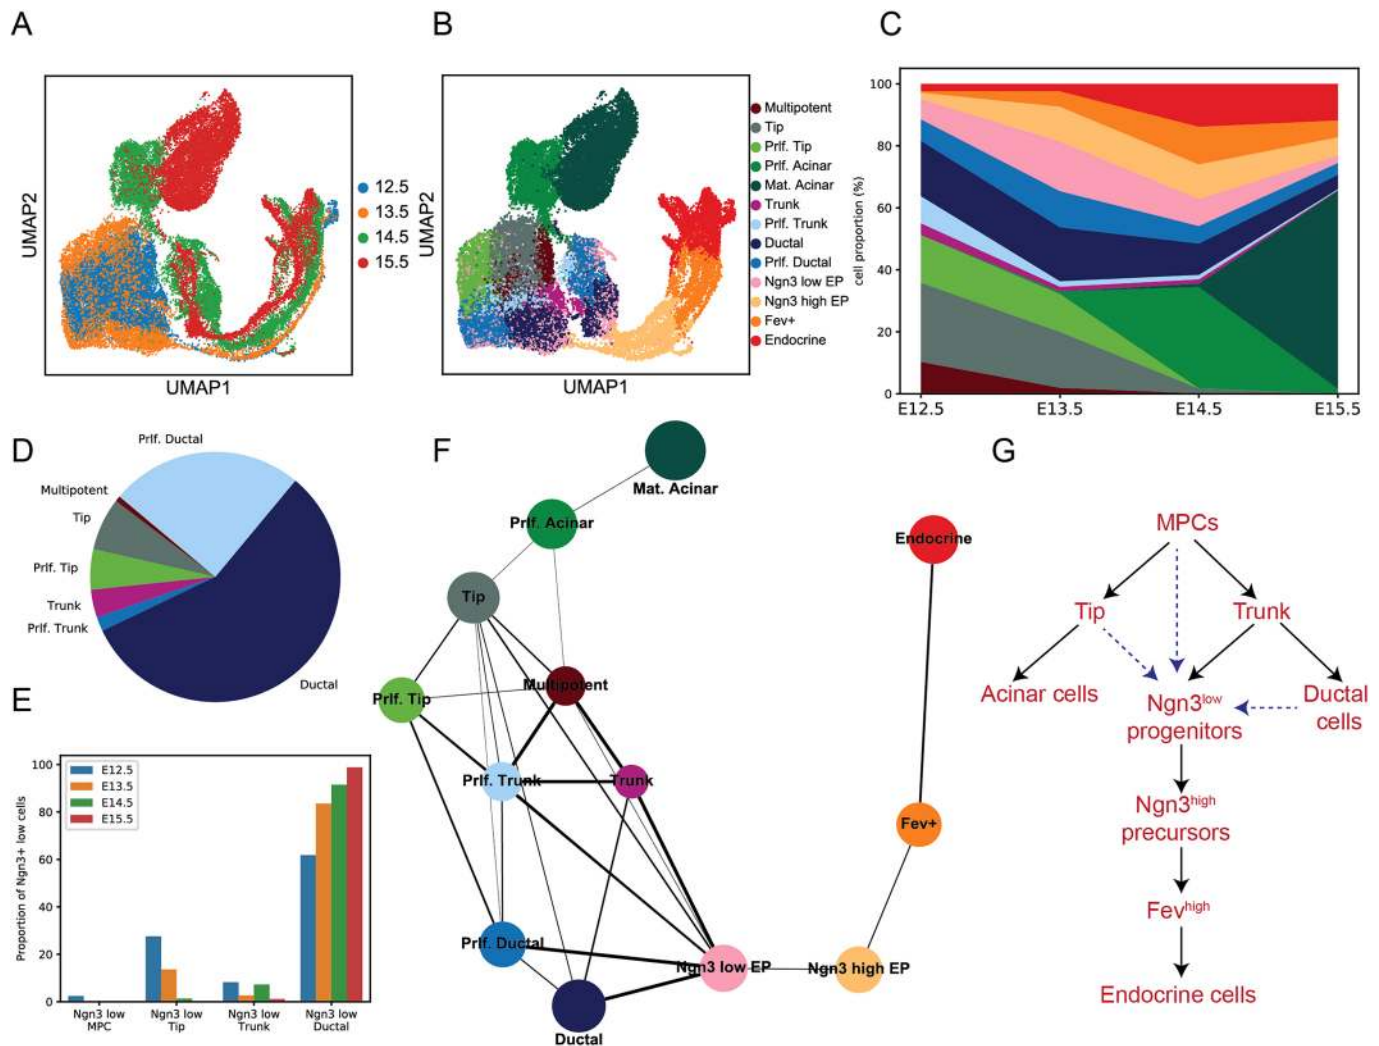 A
UMAP2
UMAP1
12.5
13.5
14.5
15.5
B
UMAP2
UMAP1
Multipotent
Tip
Prlf. Tip
Prlf. Acinar
Mat. Acinar
Trunk
Prlf. Trunk
Ductal
Prlf. Ductal
Ngn3 low EP
Ngn3 high EP
Fev+
Endocrine
C
cell proportion (%)
100
80
60
40
20
0
E12.5
E13.5
E14.5
E15.5
D
Prlf. Ductal
Multipotent
Tip
Prlf. Tip
Trunk
Prlf. Trunk
Ductal
E
Proportion of Ngn3+ low cells
100
80
60
40
20
0
E12.5
E13.5
E14.5
E15.5
Ngn3 low
MPC
Ngn3 low
Tip
Ngn3 low
Trunk
Ngn3 low
Ductal
F
Mat. Acinar
Prlf. Acinar
Endocrine
Tip
Multipotent
Prlf. Tip
Prlf. Trunk
Trunk
Fev+
Prlf. Ductal
Ngn3 low EP
Ngn3 high EP
Ductal
G
MPCs
Tip
Trunk
Acinar cells
Ngn3low
progenitors
Ductal
cells
Ngn3high
precursors
Fevhigh
Endocrine cells